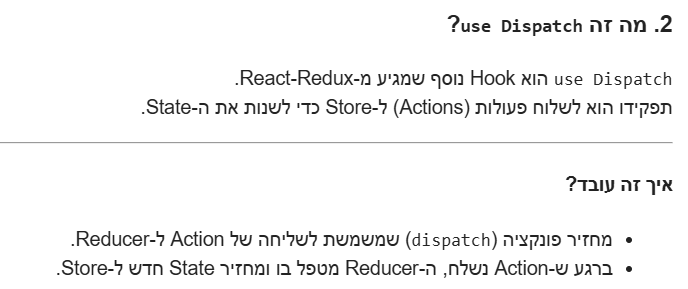 2. מה זה use Dispatch?
use Dispatch הוא Hook נוסף שמגיע מ-React-Redux.
תפקידו הוא לשלוח פעולות (Actions) ל-Store כדי לשנות את ה-State.
איך זה עובד?
• מחזיר פונקציה (dispatch) שמשמשת לשליחה של Action ל-Reducer.
• ברגע ש-Action נשלח, ה-Reducer מטפל בו ומחזיר State חדש ל-Store.